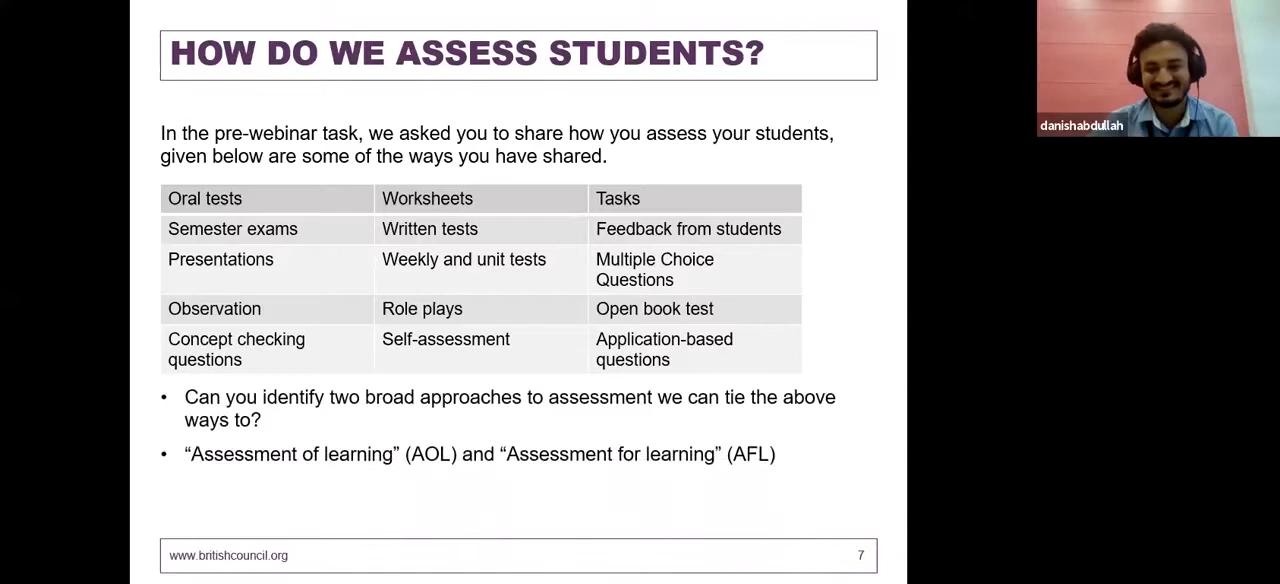 HOW DO WE ASSESS STUDENTS?
In the pre-webinar task, we asked you to share how you assess your students,
given below are some of the ways you have shared.
Oral tests
Worksheets
Tasks
Semester exams
Written tests
Feedback from students
Presentations
Weekly and unit tests
Multiple Choice
Questions
Observation
Role plays
Open book test
Concept checking
questions
Self-assessment
Application-based
questions
• Can you identify two broad approaches to assessment we can tie the above
ways to?
• “Assessment of learning” (AOL) and “Assessment for learning” (AFL)
www.britishcouncil.org
7
danishabdullah